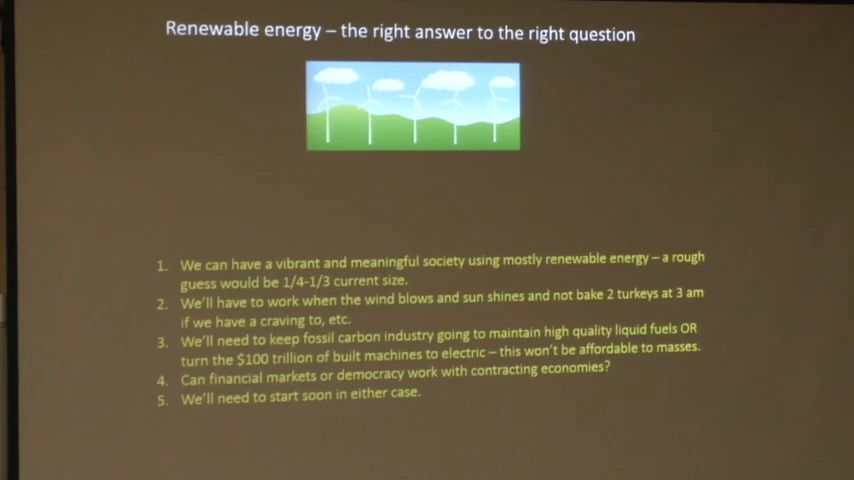 Renewable energy – the right answer to the right question
1. We can have a vibrant and meaningful society using mostly renewable energy – a rough
guess would be 1/4-1/3 current size.
2. We'll have to work when the wind blows and sun shines and not bake 2 turkeys at 3 am
if we have a craving to, etc.
3. We'll need to keep fossil carbon industry going to maintain high quality liquid fuels OR
turn the $100 trillion of built machines to electric – this won't be affordable to masses.
4. Can financial markets or democracy work with contracting economies?
5. We'll need to start soon in either case.